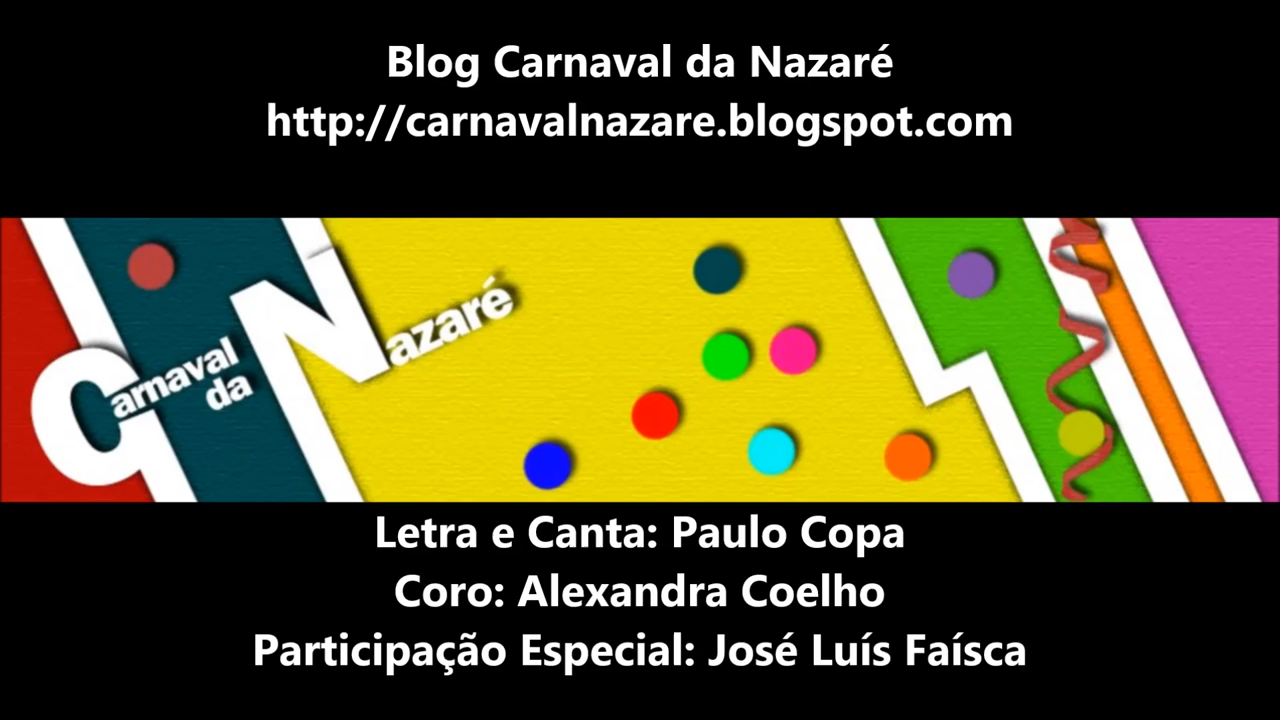 Blog Carnaval da Nazaré
http://carnavalnazare.blogspot.com
Carnaval
da
Nazaré
Letra e Canta: Paulo Copa
Coro: Alexandra Coelho
Participação Especial: José Luís Faísca